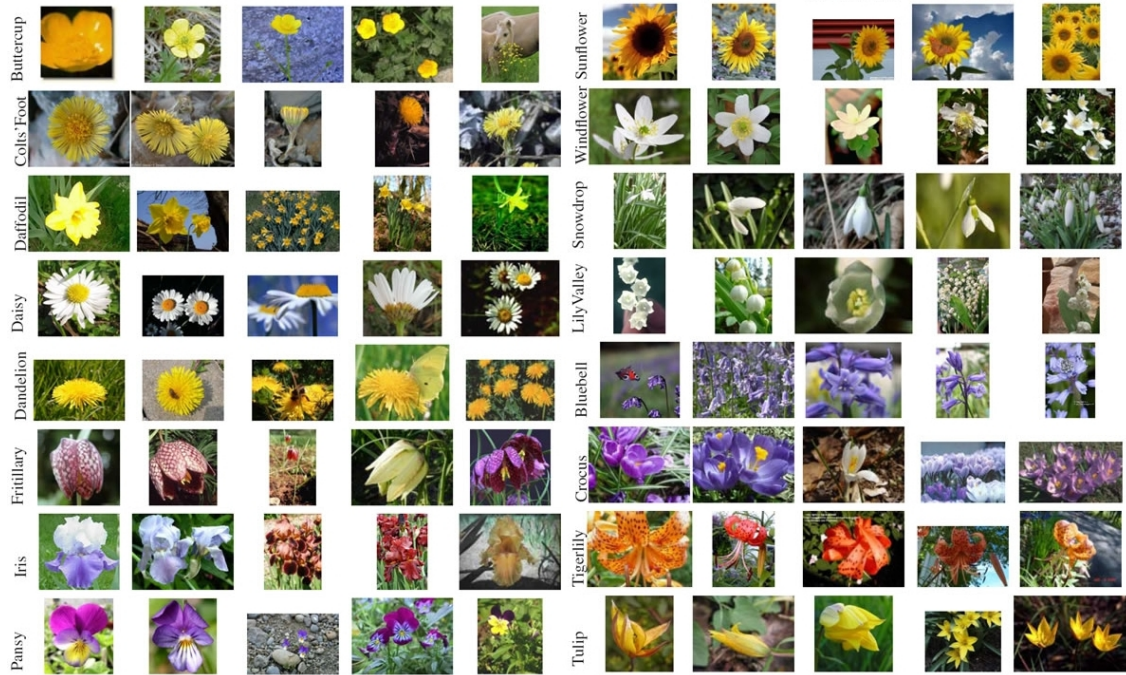 Buttercup
Colts'Foot
Daffodil
Daisy
Dandelion
Fritillary
Iris
Pansy
Sunflower
Windflower
Snowdrop
LilyValley
Bluebell
Crocus
Tigerlily
Tulip